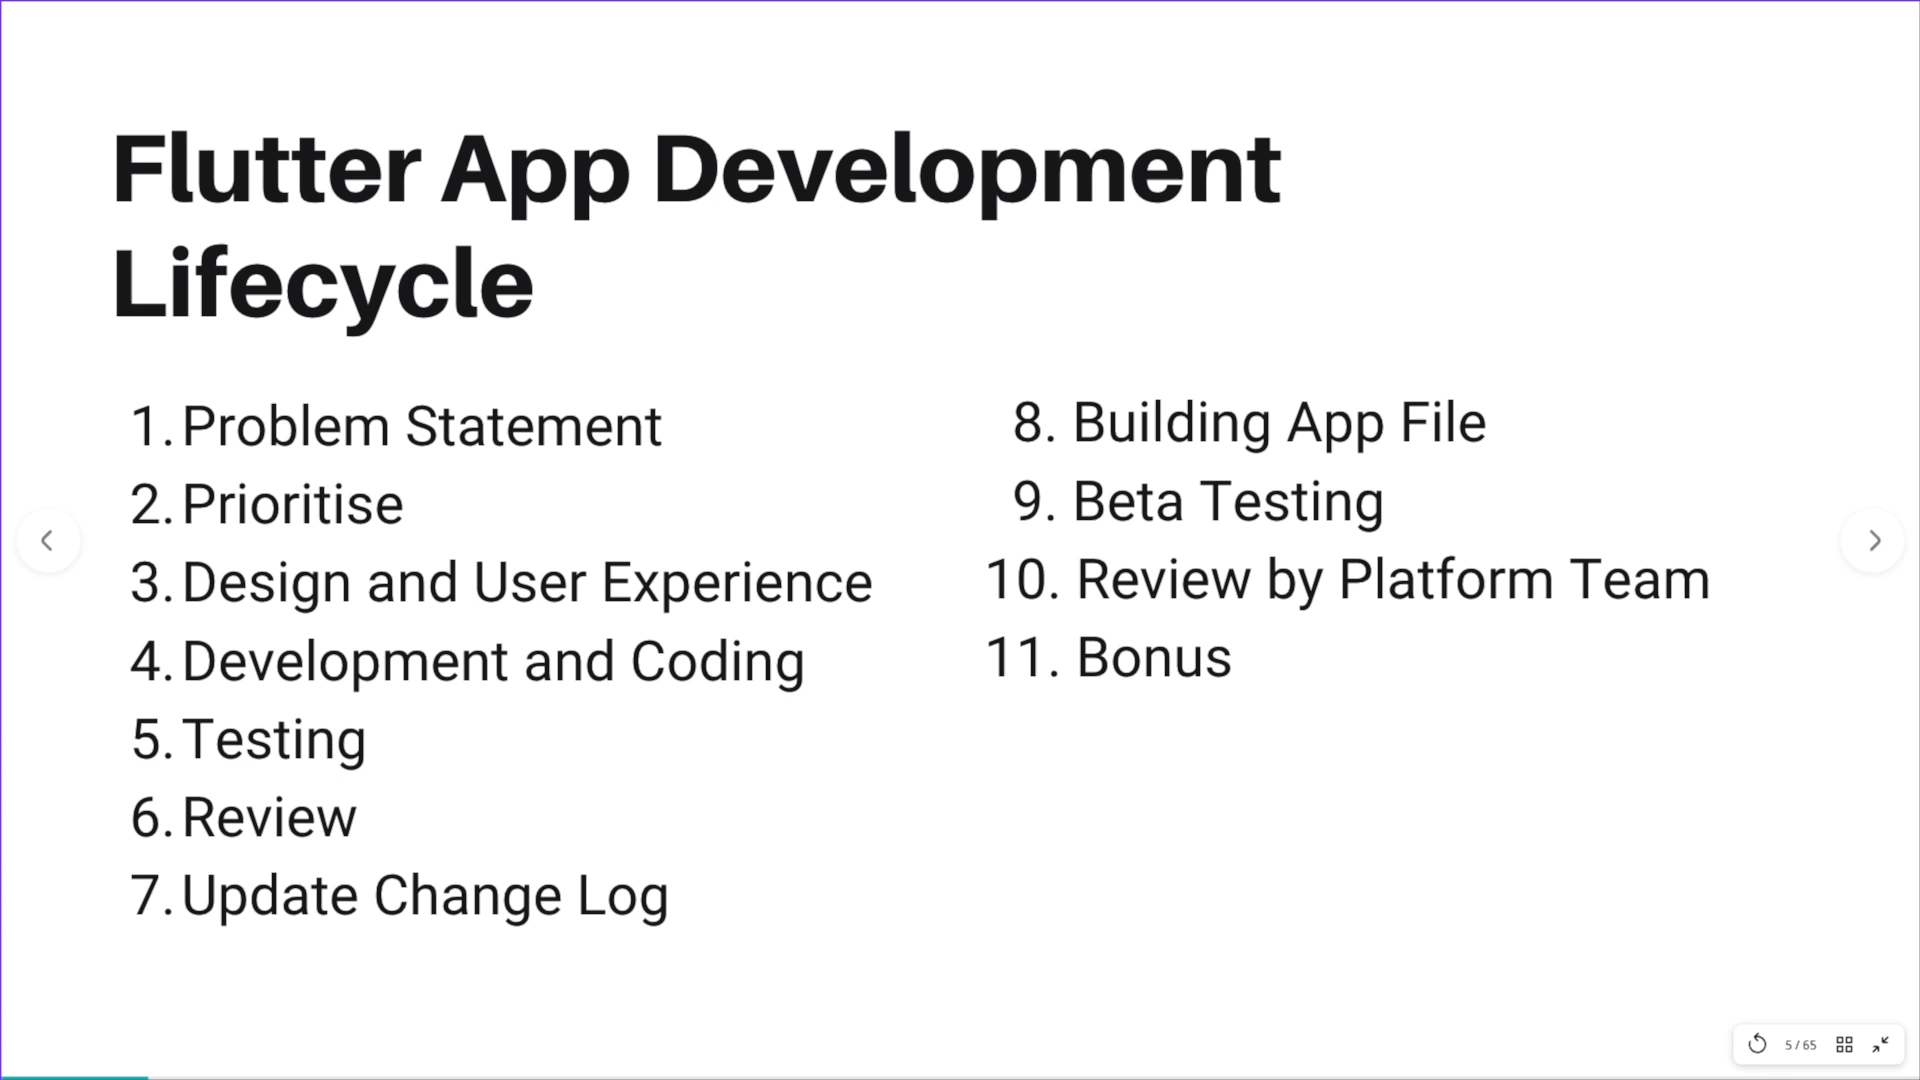 Flutter App Development
Lifecycle
1. Problem Statement
2. Prioritise
3. Design and User Experience
4. Development and Coding
5. Testing
6. Review
7. Update Change Log
8. Building App File
9. Beta Testing
10. Review by Platform Team
11. Bonus
5 / 65